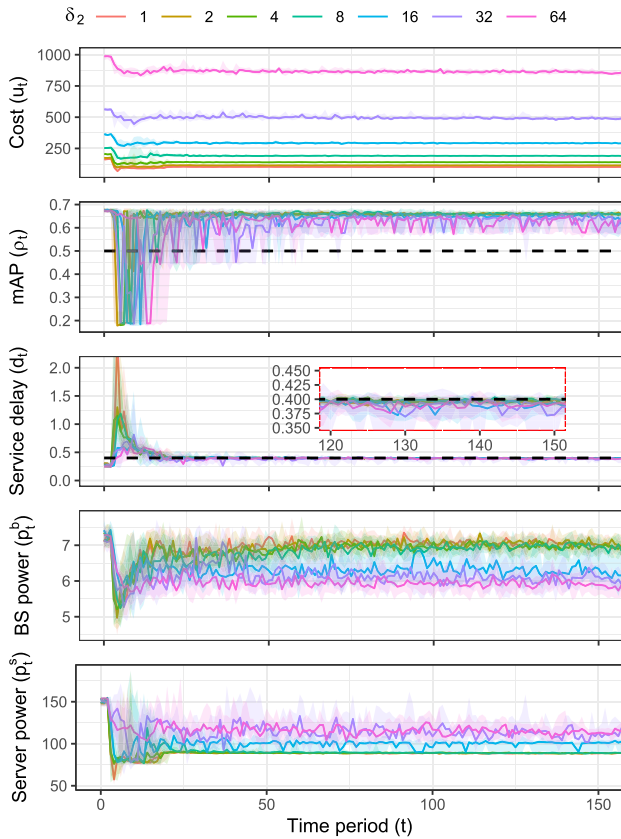 δ2 1 2 4 8 16 32 64
Cost (ut)
1000
750
500
250
mAP (ρt)
0.7
0.6
0.5
0.4
0.3
0.2
Service delay (dt)
2.0
1.5
1.0
0.5
0.0
0.450
0.425
0.400
0.375
0.350
120 130 140 150
BS power (p_t^b)
7
6
5
Server power (p_t^s)
150
100
50
0 50 100 150
Time period (t)